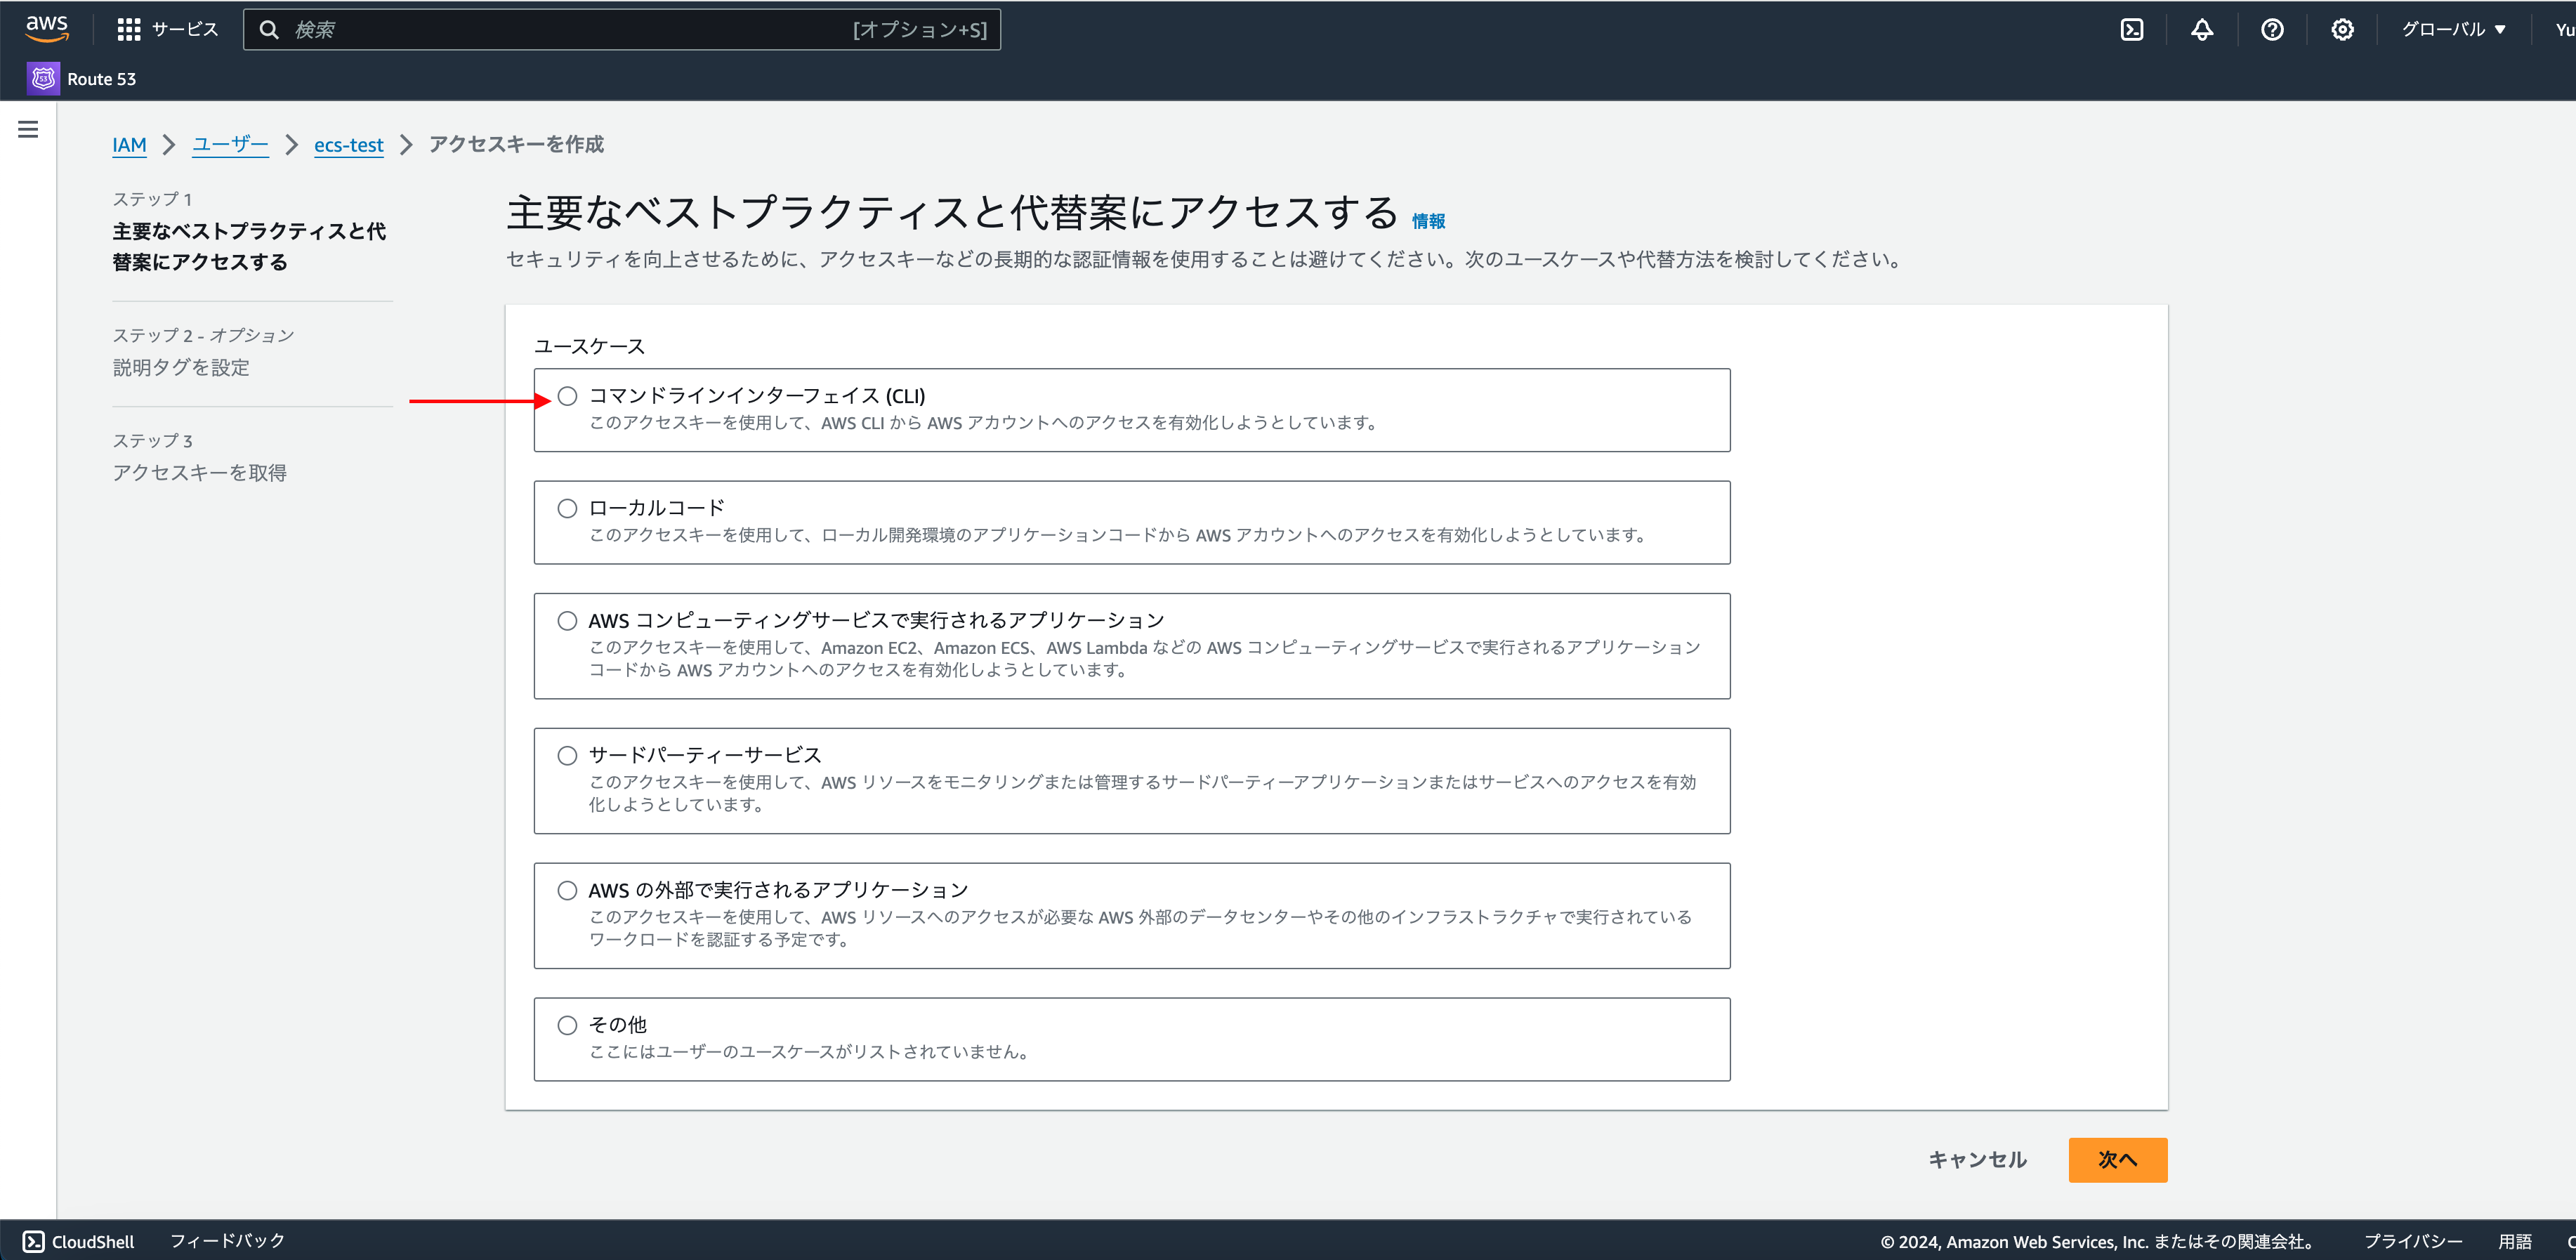 aws
サービス
検索
[オプション+S]
グローバル ▼
Yu
Route 53
IAM > ユーザー > ecs-test > アクセスキーを作成
ステップ 1
主要なベストプラクティスと代
替案にアクセスする
ステップ 2 - オプション
説明タグを設定
ステップ 3
アクセスキーを取得
主要なベストプラクティスと代替案にアクセスする 情報
セキュリティを向上させるために、アクセスキーなどの長期的な認証情報を使用することは避けてください。次のユースケースや代替方法を検討してください。
ユースケース
コマンドラインインターフェイス (CLI)
このアクセスキーを使用して、AWS CLI から AWS アカウントへのアクセスを有効化しようとしています。
ローカルコード
このアクセスキーを使用して、ローカル開発環境のアプリケーションコードから AWS アカウントへのアクセスを有効化しようとしています。
AWS コンピューティングサービスで実行されるアプリケーション
このアクセスキーを使用して、Amazon EC2、Amazon ECS、AWS Lambda などの AWS コンピューティングサービスで実行されるアプリケーション
コードから AWS アカウントへのアクセスを有効化しようとしています。
サードパーティーサービス
このアクセスキーを使用して、AWS リソースをモニタリングまたは管理するサードパーティーアプリケーションまたはサービスへのアクセスを有効
化しようとしています。
AWS の外部で実行されるアプリケーション
このアクセスキーを使用して、AWS リソースへのアクセスが必要な AWS 外部のデータセンターやその他のインフラストラクチャで実行されている
ワークロードを認証する予定です。
その他
ここにはユーザーのユースケースがリストされていません。
キャンセル
次へ
CloudShell
フィードバック
© 2024, Amazon Web Services, Inc. またはその関連会社。
プライバシー
用語